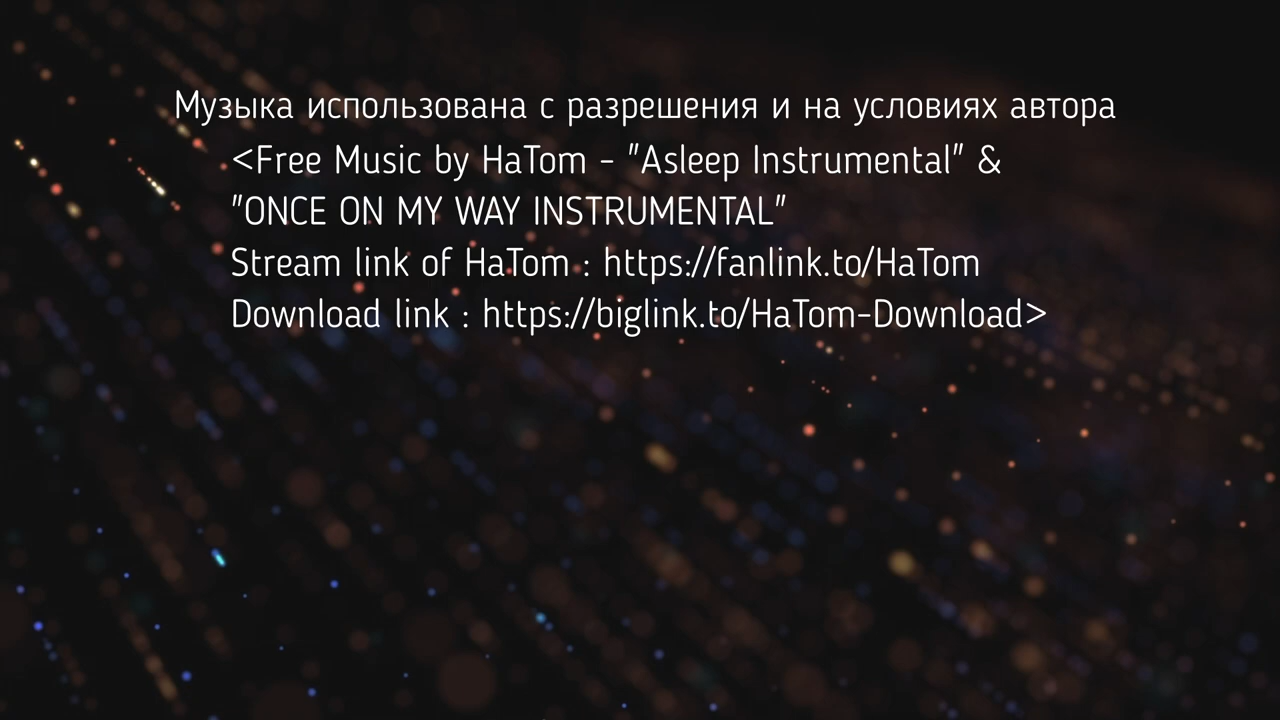 Музыка использована с разрешения и на условиях автора
<Free Music by HaTom - "Asleep Instrumental" &
"ONCE ON MY WAY INSTRUMENTAL"
Stream link of HaTom : https://fanlink.to/HaTom
Download link : https://biglink.to/HaTom-Download>